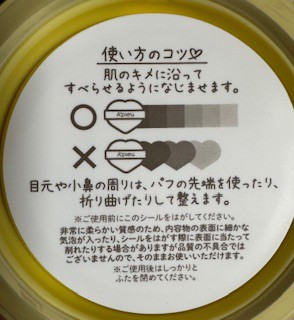 使い方のコツ♡
肌のキメに沿って
すべらせるようになじませます。
○ A'pieu
× A'pieu
目元や小鼻の周りは、パフの先端を使ったり、
折り曲げたりして整えます。
※ご使用前にこのシールをはがしてください。
非常に柔らかい質感のため、内容物の表面に細かな
気泡が入ったり、シールをはがす際に表面に当たって
削れたりする場合がありますが品質の不具合では
ございませんので、そのままお使いいただけます。
※ご使用後はしっかりと
ふたを閉めてください。